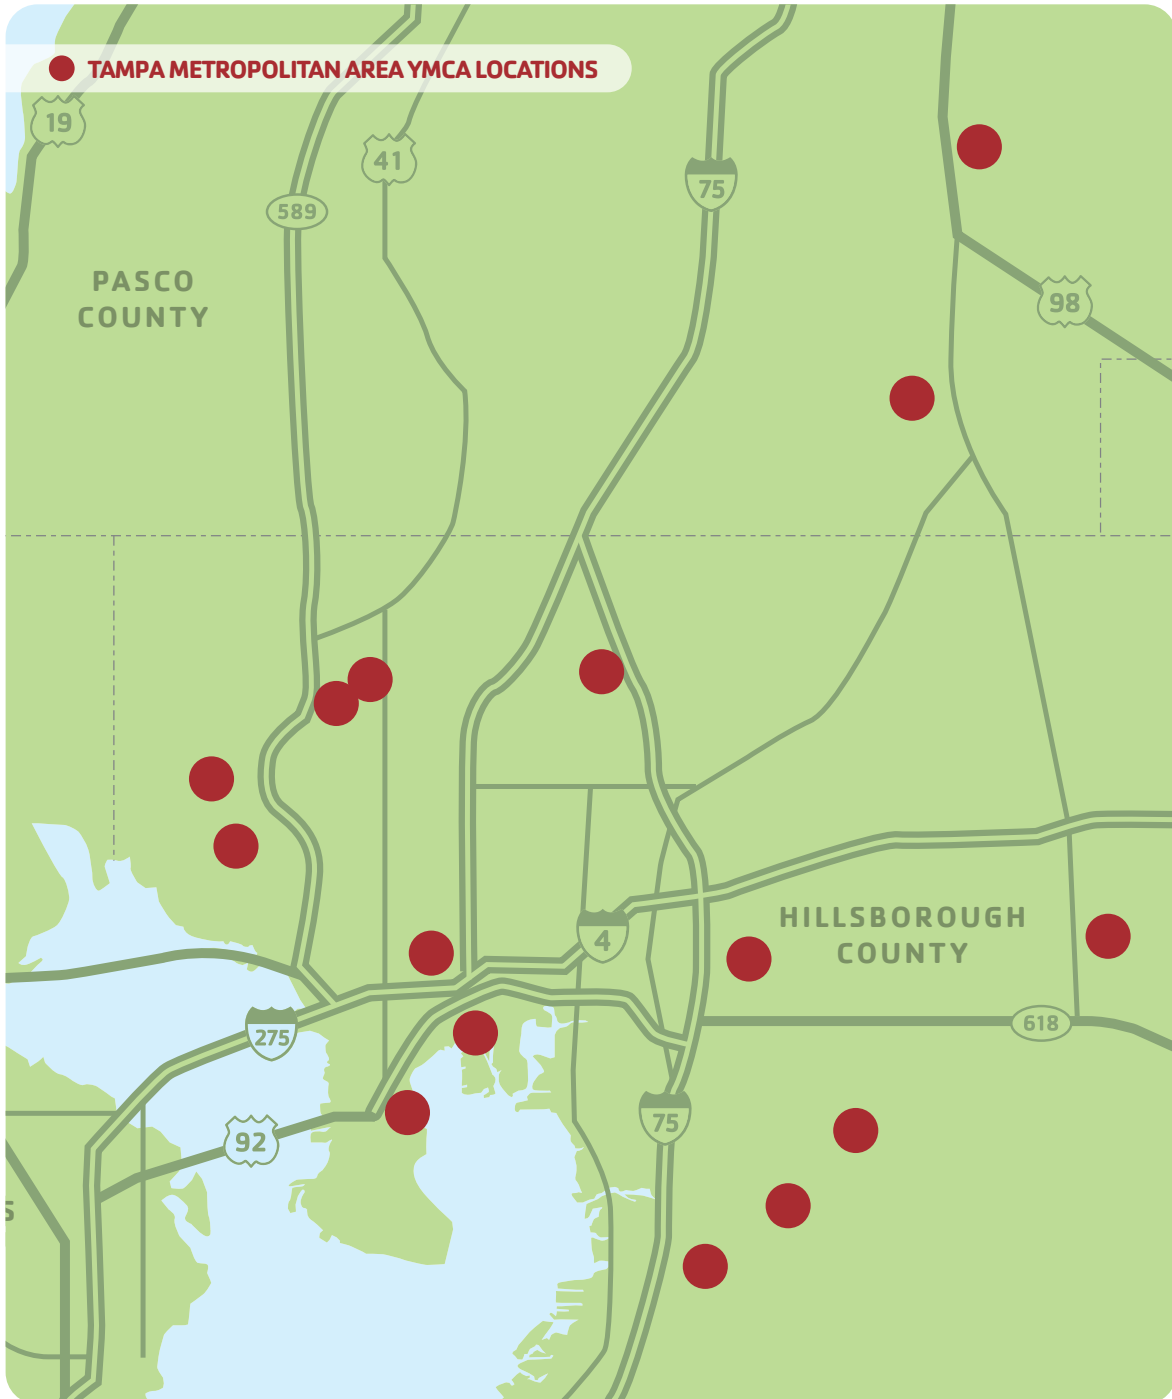 TAMPA METROPOLITAN AREA YMCA LOCATIONS
19
41
589
75
PASCO
COUNTY
98
HILLSBOROUGH
COUNTY
4
275
618
75
92
S